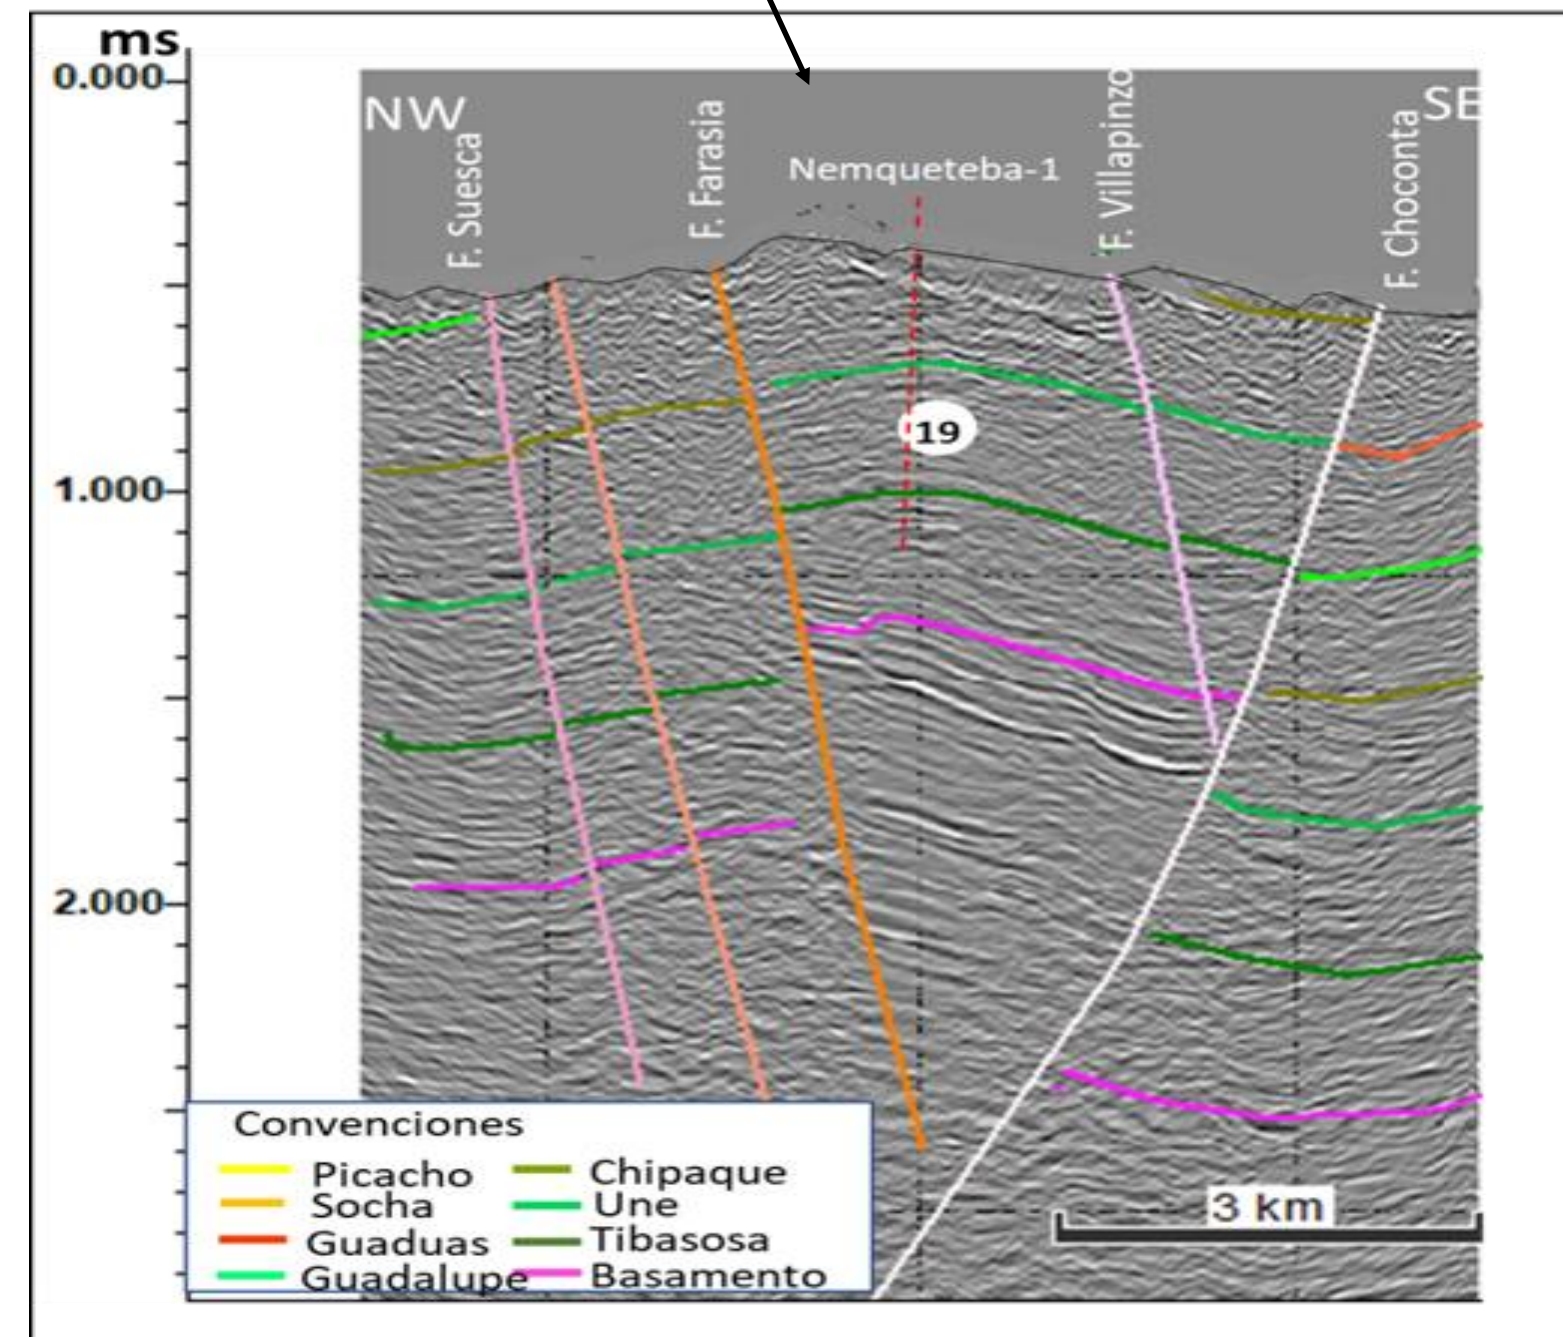 ms
0.000
NW
SE
F. Suesca
F. Farasia
Nemqueteba-1
F. Villapinzo
F. Choconta
19
1.000
2.000
Convenciones
Picacho
Chipaque
Socha
Une
Guaduas
Tibasosa
Guadalupe
Basamento
3 km